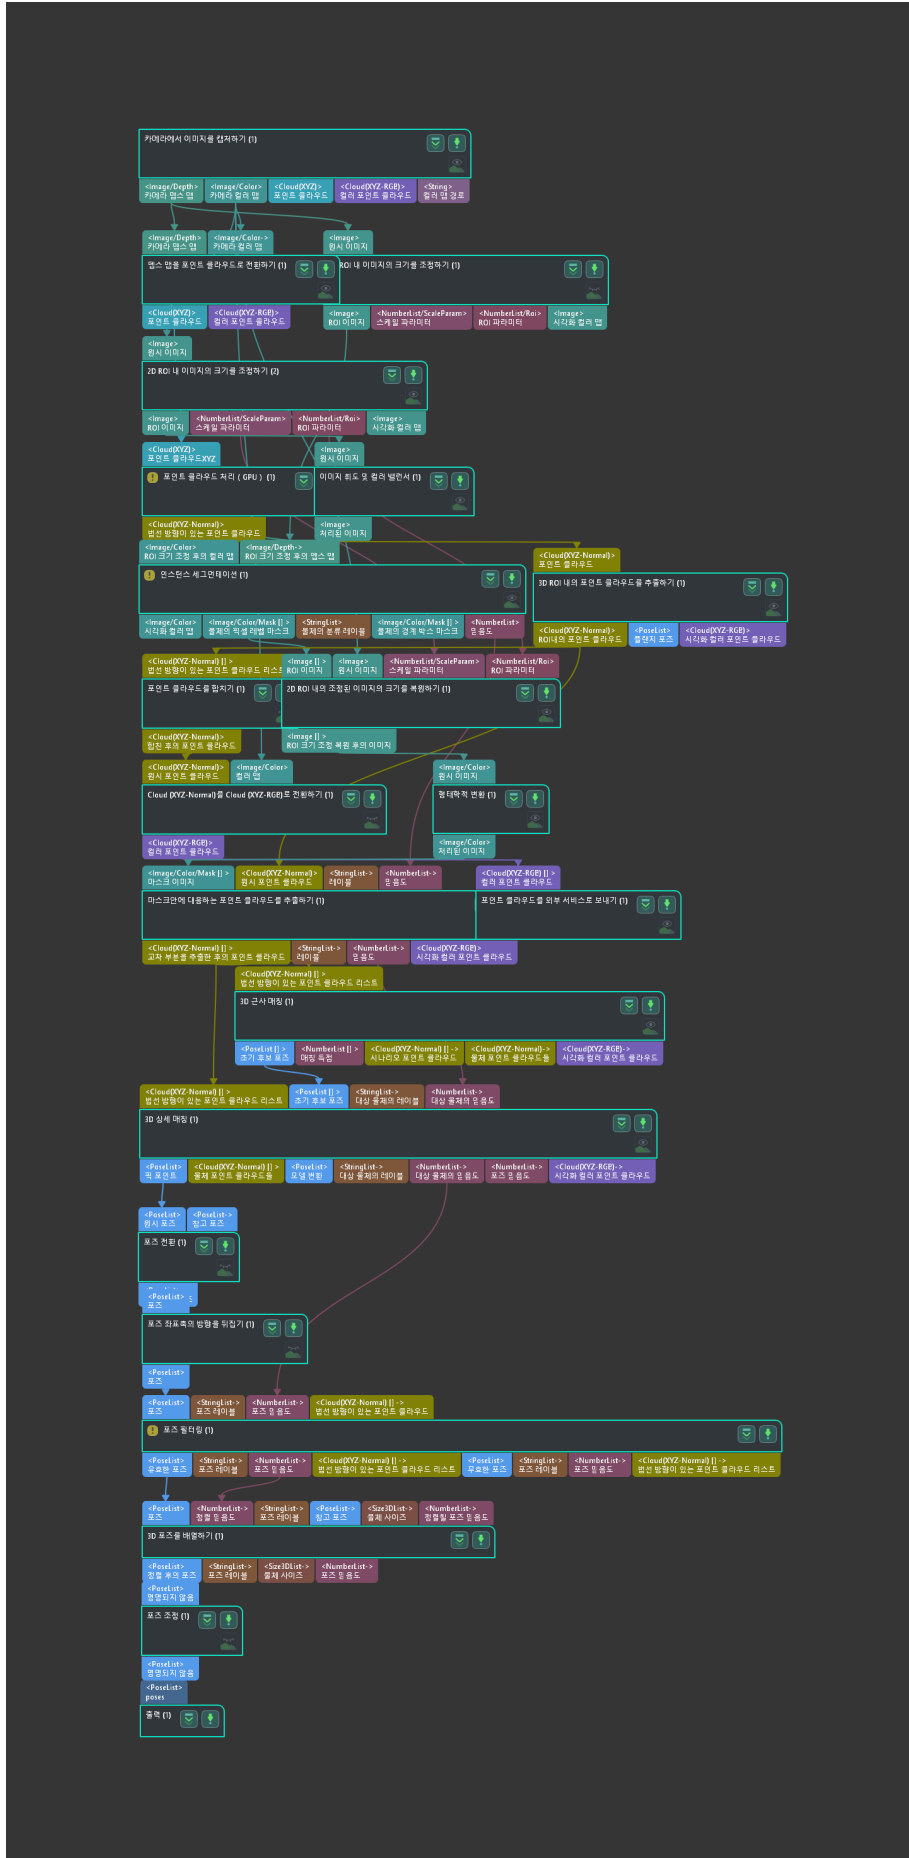 카메라에서 이미지를 캡처하기 (1)
<Image/Depth> <Image/Color> <Cloud(XYZ)> <Cloud(XYZ-RGB)> <String>
카메라 뎁스 맵 카메라 컬러 맵 포인트 클라우드 컬러 포인트 클라우드 컬러 맵 경로
<Image/Depth> <Image/Color-> <Image>
카메라 뎁스 맵 카메라 컬러 맵 원시 이미지
뎁스 맵을 포인트 클라우드로 전환하기 (1) ROI 내 이미지의 크기를 조정하기 (1)
<Cloud(XYZ)> <Cloud(XYZ-RGB)> <Image> <NumberList/ScaleParam> <NumberList/Roi> <Image>
포인트 클라우드 컬러 포인트 클라우드 ROI 이미지 스케일 파라미터 ROI 파라미터 시각화 컬러 맵
<Image>
원시 이미지
2D ROI 내 이미지의 크기를 조정하기 (2)
<Image> <NumberList/ScaleParam> <NumberList/Roi> <Image>
ROI 이미지 스케일 파라미터 ROI 파라미터 시각화 컬러 맵
<Cloud(XYZ)> <Image>
포인트 클라우드XYZ 원시 이미지
포인트 클라우드 처리 ( GPU ) (1) 이미지 휘도 및 컬러 밸런서 (1)
<Cloud(XYZ-Normal)> <Image>
법선 방향이 있는 포인트 클라우드 처리된 이미지
<Image/Color> <Image/Depth-> <Cloud(XYZ-Normal)>
ROI 크기 조정 후의 컬러 맵 ROI 크기 조정 후의 뎁스 맵 포인트 클라우드
인스턴스 세그먼테이션 (1) 3D ROI 내의 포인트 클라우드를 추출하기 (1)
<Image/Color> <Image/Color/Mask [] > <StringList> <Image/Color/Mask [] > <NumberList> <Cloud(XYZ-Normal)> <PoseList> <Cloud(XYZ-RGB)>
시각화 컬러 맵 물체의 픽셀 레벨 마스크 물체의 분류 레이블 물체의 경계 박스 마스크 믿음도 ROI내의 포인트 클라우드 플랜지 포즈 시각화 컬러 포인트 클라우드
<Cloud(XYZ-Normal) [] > <Image [] > <Image> <NumberList/ScaleParam> <NumberList/Roi>
법선 방향이 있는 포인트 클라우드 리스트 ROI 이미지 원시 이미지 스케일 파라미터 ROI 파라미터
포인트 클라우드를 합치기 (1) 2D ROI 내의 조정된 이미지의 크기를 복원하기 (1)
<Cloud(XYZ-Normal)> <Image [] >
합친 후의 포인트 클라우드 ROI 크기 조정 복원 후의 이미지
<Cloud(XYZ-Normal)> <Image/Color> <Image/Color>
원시 포인트 클라우드 컬러 맵 원시 이미지
Cloud (XYZ-Normal)를 Cloud (XYZ-RGB)로 전환하기 (1) 형태학적 변환 (1)
<Cloud(XYZ-RGB)> <Image/Color>
컬러 포인트 클라우드 처리된 이미지
<Image/Color/Mask [] > <Cloud(XYZ-Normal)> <StringList-> <NumberList-> <Cloud(XYZ-RGB) [] >
마스크 이미지 원시 포인트 클라우드 레이블 믿음도 컬러 포인트 클라우드
마스크안에 대응하는 포인트 클라우드를 추출하기 (1) 포인트 클라우드를 외부 서비스로 보내기 (1)
<Cloud(XYZ-Normal) [] > <StringList-> <NumberList-> <Cloud(XYZ-RGB)>
교차 부분을 추출한 후의 포인트 클라우드 레이블 믿음도 시각화 컬러 포인트 클라우드
<Cloud(XYZ-Normal) [] >
법선 방향이 있는 포인트 클라우드 리스트
3D 근사 매칭 (1)
<PoseList [] > <NumberList [] > <Cloud(XYZ-Normal) [] -> <Cloud(XYZ-Normal)-> <Cloud(XYZ-RGB)->
초기 후보 포즈 매칭 득점 시나리오 포인트 클라우드 물체 포인트 클라우드들 시각화 컬러 포인트 클라우드
<Cloud(XYZ-Normal) [] > <PoseList [] > <StringList-> <NumberList->
법선 방향이 있는 포인트 클라우드 리스트 초기 후보 포즈 대상 물체의 레이블 대상 물체의 믿음도
3D 상세 매칭 (1)
<PoseList> <Cloud(XYZ-Normal) [] > <PoseList> <StringList-> <NumberList-> <NumberList-> <Cloud(XYZ-RGB)->
픽 포인트 물체 포인트 클라우드들 모델 변환 대상 물체의 레이블 대상 물체의 믿음도 포즈 믿음도 시각화 컬러 포인트 클라우드
<PoseList> <PoseList->
원시 포즈 참고 포즈
포즈 전환 (1)
<PoseList>
포즈
포즈 좌표축의 방향을 뒤집기 (1)
<PoseList>
포즈
<PoseList> <StringList-> <NumberList-> <Cloud(XYZ-Normal) [] ->
포즈 포즈 레이블 포즈 믿음도 법선 방향이 있는 포인트 클라우드
포즈 필터링 (1)
<PoseList> <StringList-> <NumberList-> <Cloud(XYZ-Normal) [] -> <PoseList> <StringList-> <NumberList-> <Cloud(XYZ-Normal) [] ->
유효한 포즈 포즈 레이블 포즈 믿음도 법선 방향이 있는 포인트 클라우드 리스트 무효한 포즈 포즈 레이블 포즈 믿음도 법선 방향이 있는 포인트 클라우드 리스트
<PoseList> <NumberList-> <StringList-> <PoseList-> <Size3DList-> <NumberList->
포즈 정렬 믿음도 포즈 레이블 참고 포즈 물체 사이즈 정렬될 포즈 믿음도
3D 포즈를 배열하기 (1)
<PoseList> <StringList-> <Size3DList-> <NumberList->
정렬 후의 포즈 포즈 레이블 물체 사이즈 포즈 믿음도
<PoseList>
명명되지 않음
포즈 조정 (1)
<PoseList>
명명되지 않음
<PoseList>
poses
출력 (1)